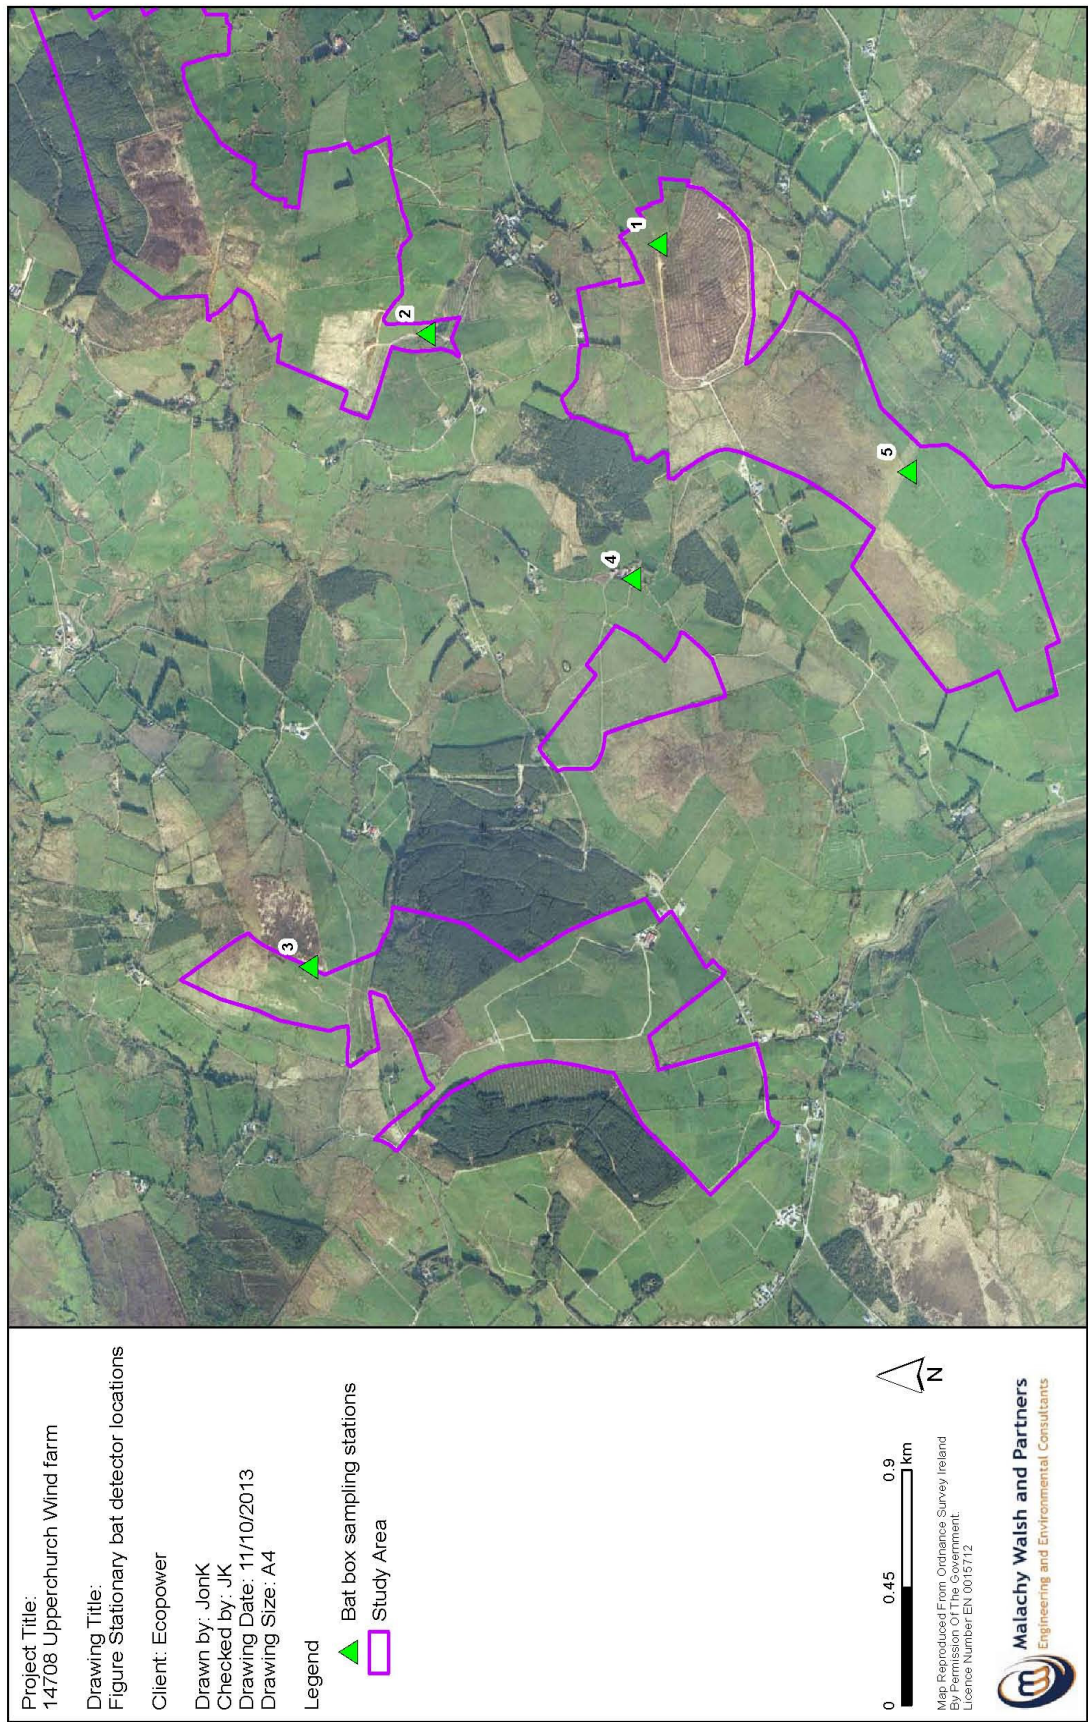 Project Title:
14708 Upperchurch Wind farm
Drawing Title:
Figure Stationary bat detector locations
Client: Ecopower
Drawn by: JonK
Checked by: JK
Drawing Date: 11/10/2013
Drawing Size: A4
Legend
Bat box sampling stations
Study Area
0 0.45 0.9
km
N
Map Reproduced From Ordnance Survey Ireland
By Permission Of The Government.
Licence Number EN 0015712
Malachy Walsh and Partners
Engineering and Environmental Consultants
3
4
5
2
1